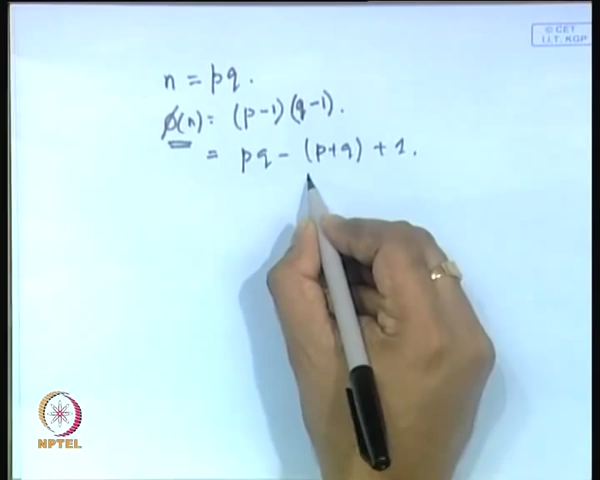 © CET
I.I.T. KGP
n = pq.
φ(n) = (p-1)(q-1).
= pq - (p+q) + 1.
NPTEL